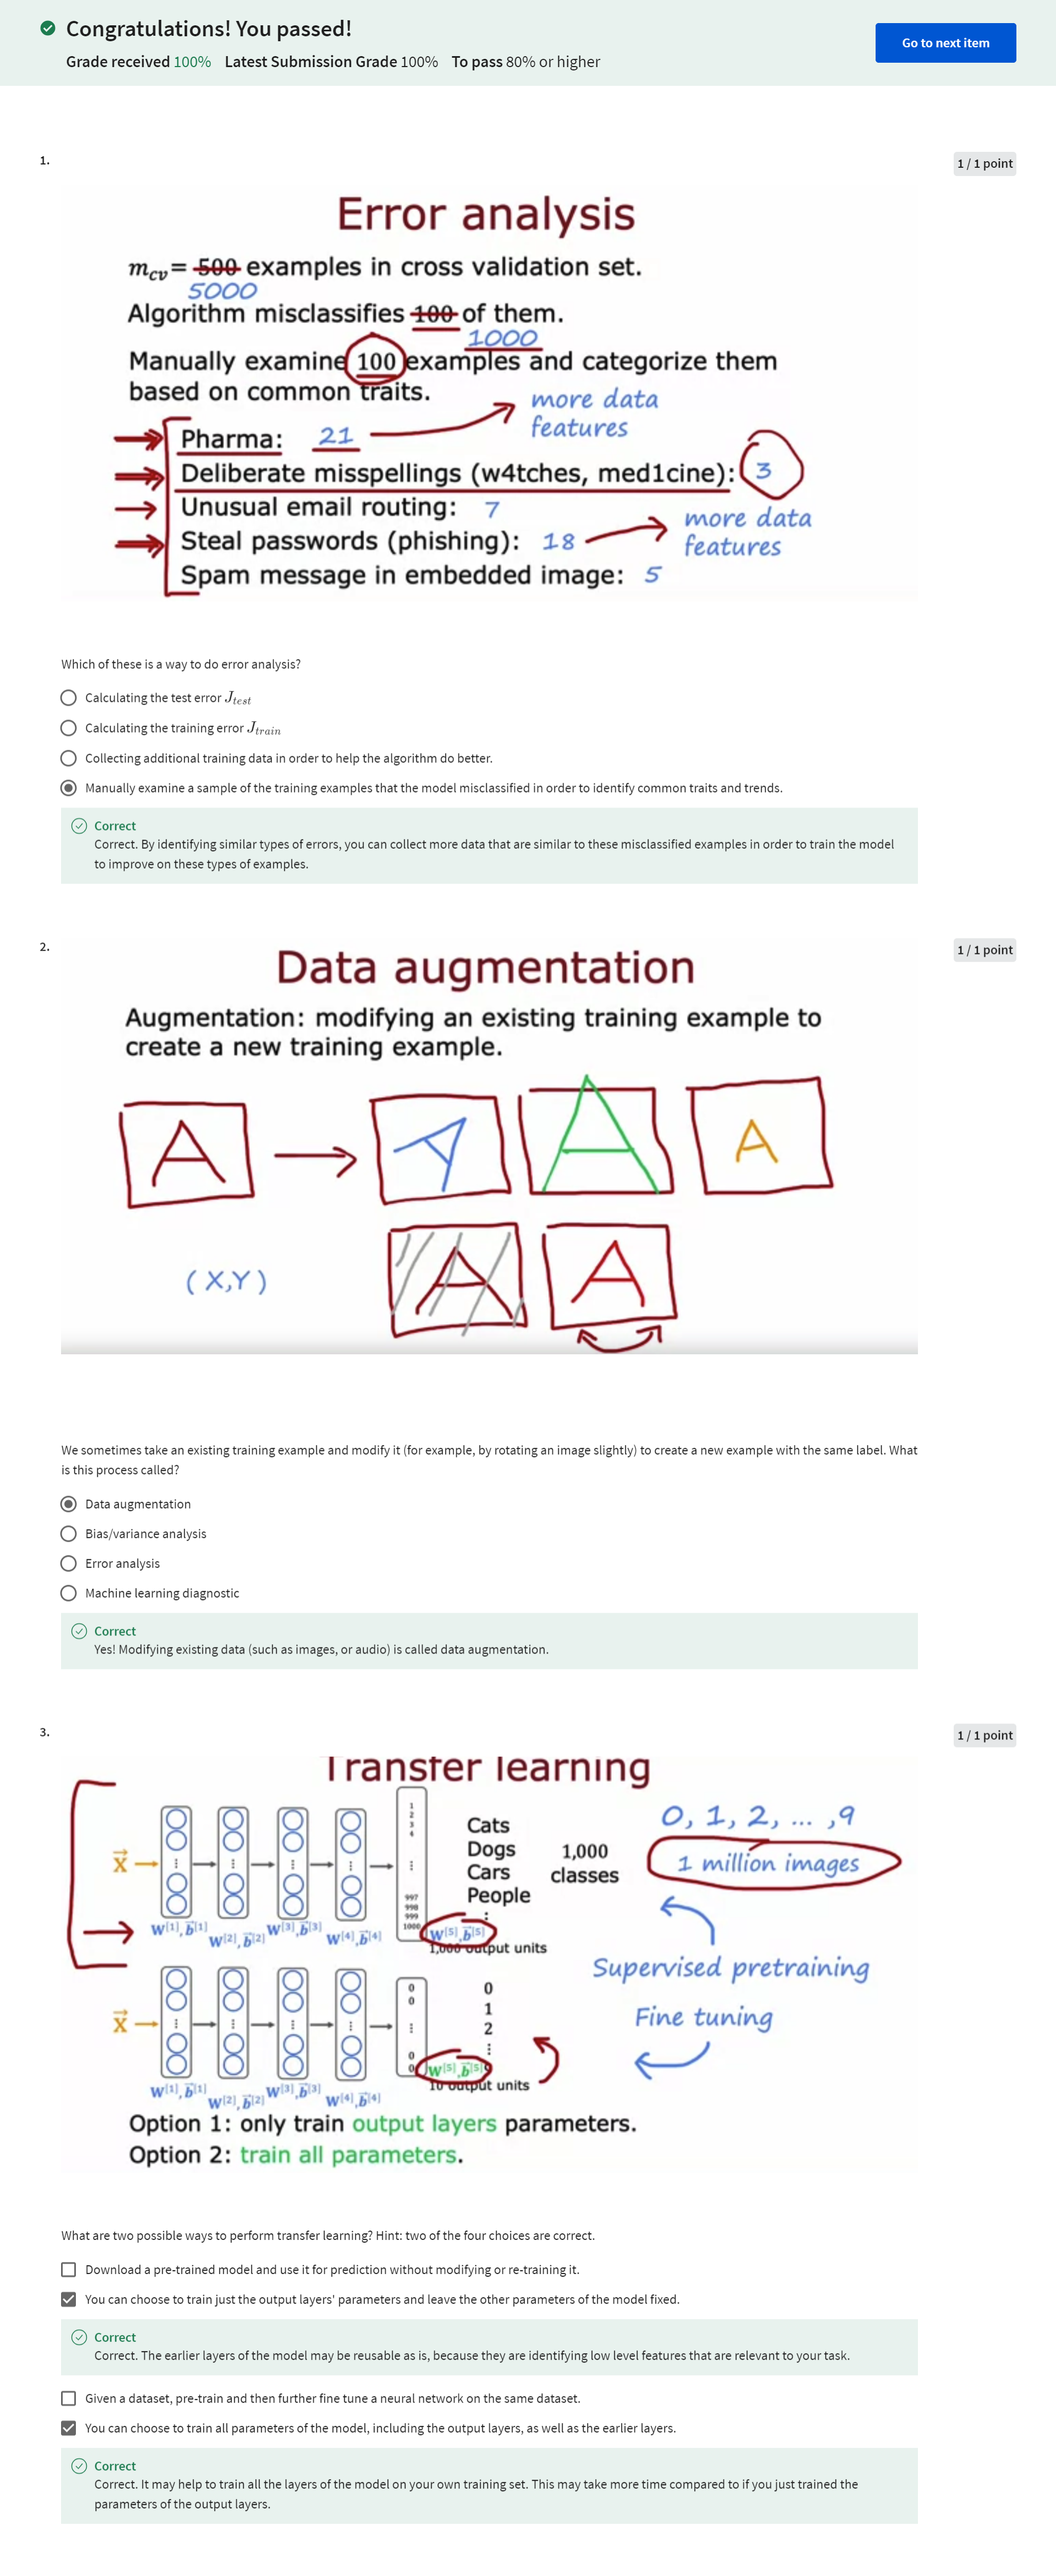 Congratulations! You passed!
Grade received 100% Latest Submission Grade 100% To pass 80% or higher
Go to next item
1.
1 / 1 point
Error analysis
m_cv = 500 examples in cross validation set.
5000
Algorithm misclassifies 100 of them.
1000
Manually examine 100 examples and categorize them
based on common traits.
more data
features
Pharma: 21
Deliberate misspellings (w4tches, med1cine): 3
Unusual email routing: 7
more data
features
Steal passwords (phishing): 18
Spam message in embedded image: 5
Which of these is a way to do error analysis?
Calculating the test error J_test
Calculating the training error J_train
Collecting additional training data in order to help the algorithm do better.
Manually examine a sample of the training examples that the model misclassified in order to identify common traits and trends.
Correct
Correct. By identifying similar types of errors, you can collect more data that are similar to these misclassified examples in order to train the model
to improve on these types of examples.
2.
1 / 1 point
Data augmentation
Augmentation: modifying an existing training example to
create a new training example.
A A A A
(X,Y) A A
We sometimes take an existing training example and modify it (for example, by rotating an image slightly) to create a new example with the same label. What
is this process called?
Data augmentation
Bias/variance analysis
Error analysis
Machine learning diagnostic
Correct
Yes! Modifying existing data (such as images, or audio) is called data augmentation.
3.
1 / 1 point
Transfer learning
1
2
3
4
⋮
997
998
999
1000
x⃗
W[1], b⃗[1] W[2], b⃗[2] W[3], b⃗[3] W[4], b⃗[4] W[5], b⃗[5]
1,000 output units
Cats
Dogs
Cars
People
⋮
1,000
classes
0, 1, 2, ... ,9
1 million images
Supervised pretraining
Fine tuning
x⃗
0
0
⋮
0
0
0
1
2
⋮
9
W[1], b⃗[1] W[2], b⃗[2] W[3], b⃗[3] W[4], b⃗[4] W[5], b⃗[5]
10 output units
Option 1: only train output layers parameters.
Option 2: train all parameters.
What are two possible ways to perform transfer learning? Hint: two of the four choices are correct.
Download a pre-trained model and use it for prediction without modifying or re-training it.
You can choose to train just the output layers' parameters and leave the other parameters of the model fixed.
Correct
Correct. The earlier layers of the model may be reusable as is, because they are identifying low level features that are relevant to your task.
Given a dataset, pre-train and then further fine tune a neural network on the same dataset.
You can choose to train all parameters of the model, including the output layers, as well as the earlier layers.
Correct
Correct. It may help to train all the layers of the model on your own training set. This may take more time compared to if you just trained the
parameters of the output layers.